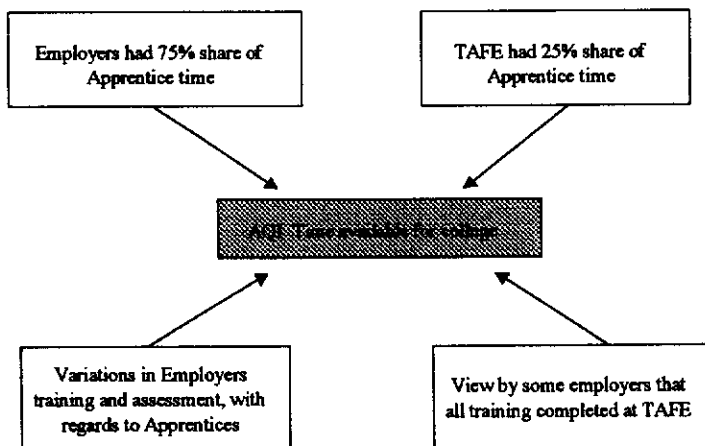 Employers had 75% share of
Apprentice time
TAFE had 25% share of
Apprentice time
Time available for college
Variations in Employers
training and assessment, with
regards to Apprentices
View by some employers that
all training completed at TAFE